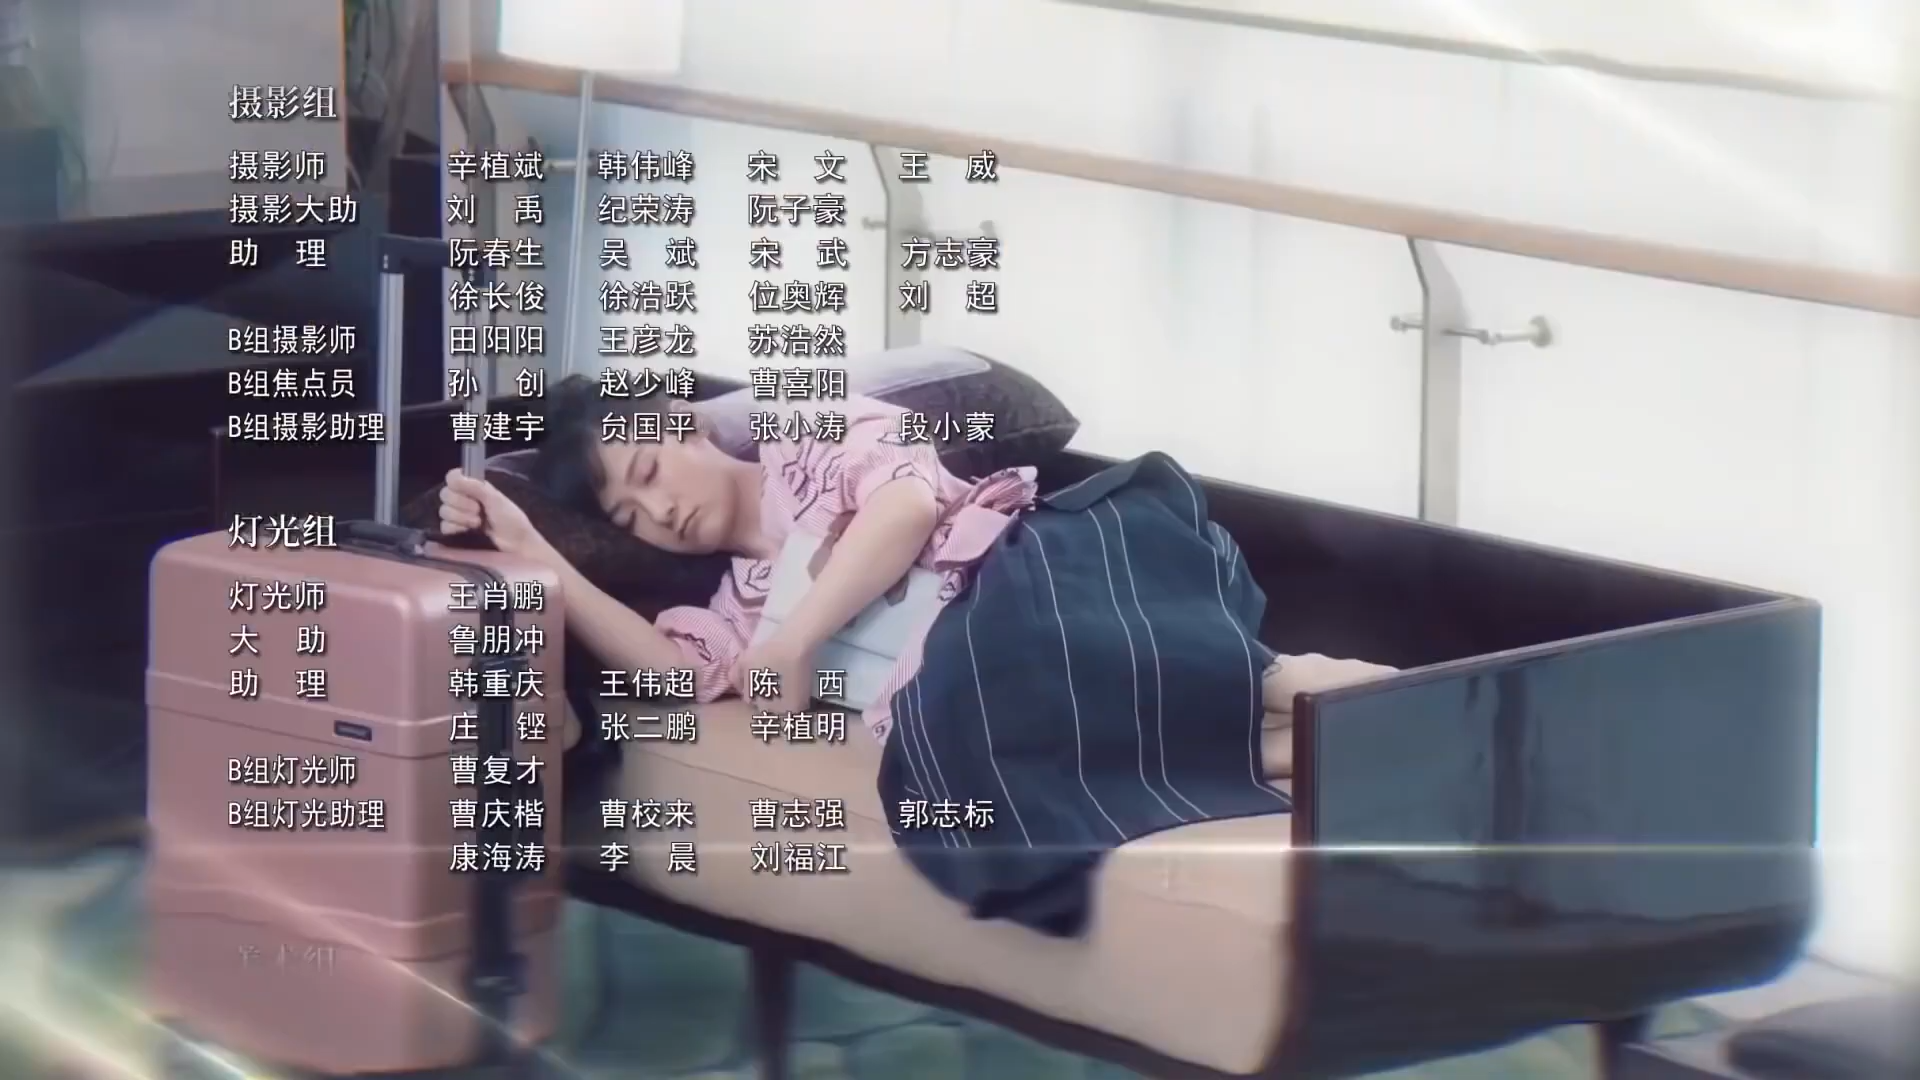 摄影组
摄影师 辛植斌 韩伟峰 宋文 王威
摄影大助 刘禹 纪荣涛 阮子豪
助理 阮春生 吴斌 宋武 方志豪
徐长俊 徐浩跃 位奥辉 刘超
B组摄影师 田阳阳 王彦龙 苏浩然
B组焦点员 孙创 赵少峰 曹喜阳
B组摄影助理 曹建宇 贠国平 张小涛 段小蒙
灯光组
灯光师 王肖鹏
大助 鲁朋冲
助理 韩重庆 王伟超 陈西
庄铿 张二鹏 辛植明
B组灯光师 曹复才
B组灯光助理 曹庆楷 曹校来 曹志强 郭志标
康海涛 李晨 刘福江
美术组